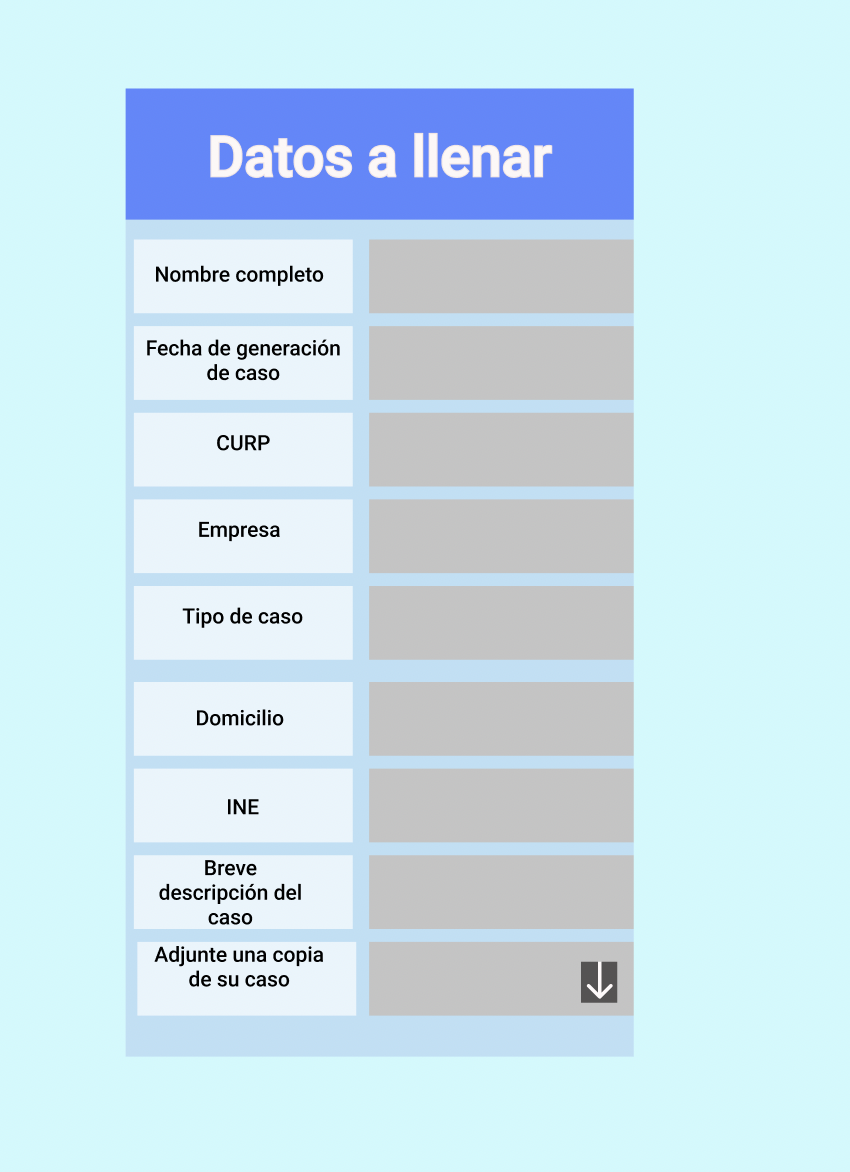 Datos a llenar
Nombre completo
Fecha de generación
de caso
CURP
Empresa
Tipo de caso
Domicilio
INE
Breve
descripción del
caso
Adjunte una copia
de su caso